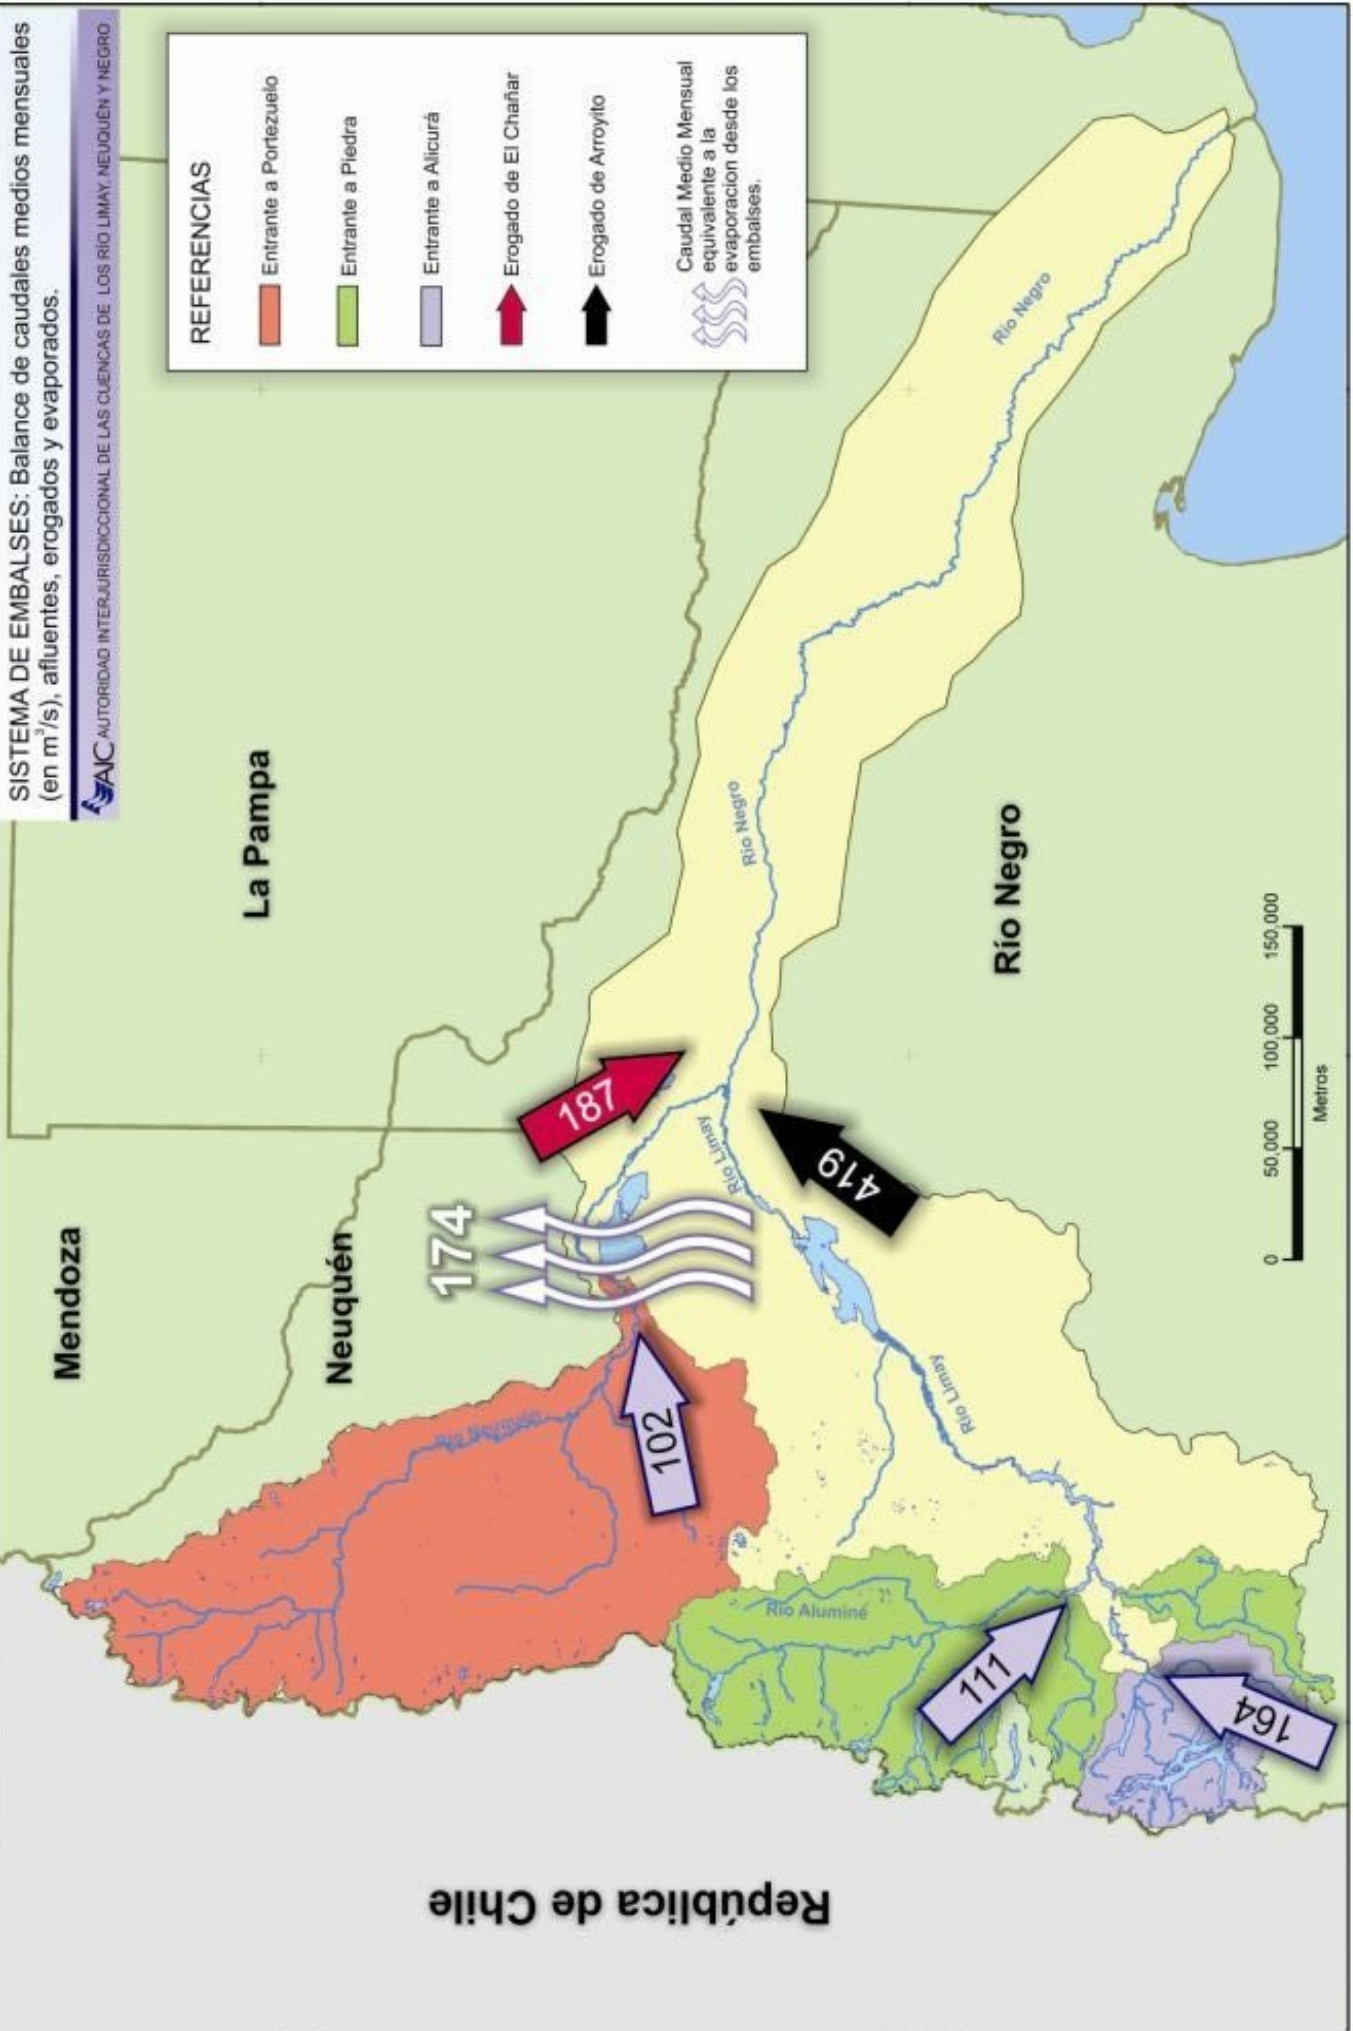 SISTEMA DE EMBALSES: Balance de caudales medios mensuales
(en m³/s), afluentes, erogados y evaporados.
AIC AUTORIDAD INTERJURISDICCIONAL DE LAS CUENCAS DE LOS RÍO LIMAY, NEUQUÉN Y NEGRO
REFERENCIAS
Entrante a Portezuelo
Entrante a Piedra
Entrante a Alicurá
Erogado de El Chañar
Erogado de Arroyito
Caudal Medio Mensual
equivalente a la
evaporacion desde los
embalses.
Mendoza
La Pampa
Neuquén
174
187
102
Río Neuquén
Río Limay
419
Río Negro
Río Negro
Río Aluminé
Río Limay
111
164
Río Negro
República de Chile
0 50,000 100,000 150,000
Metros